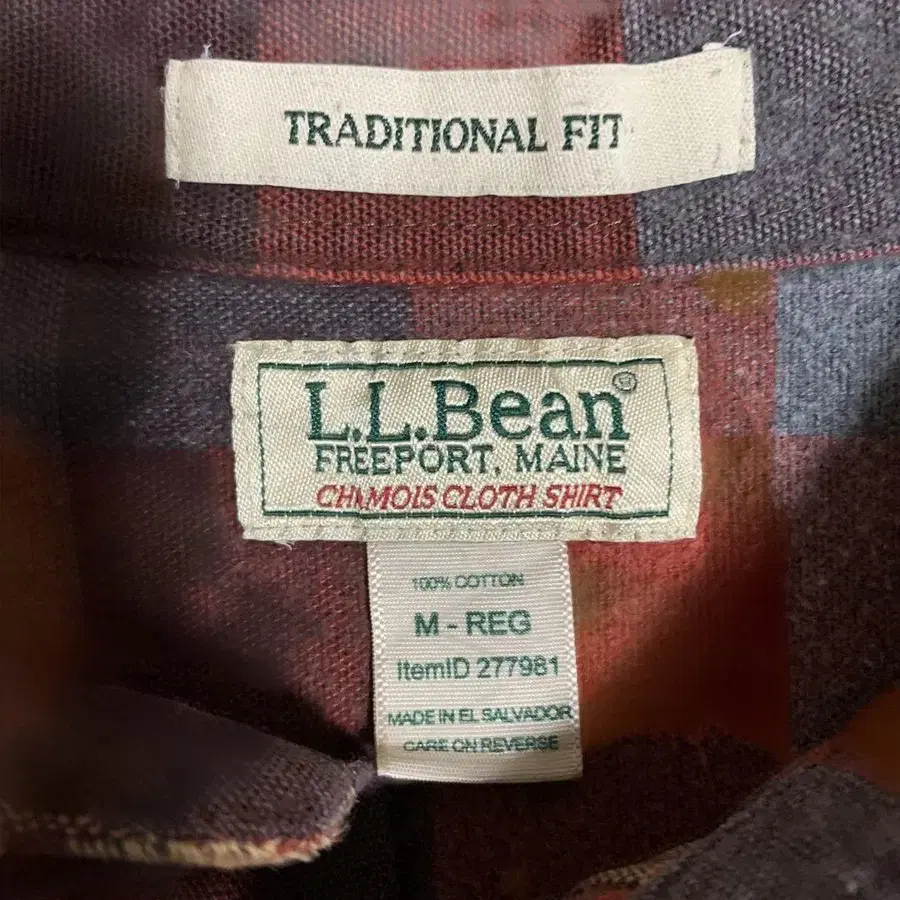 TRADITIONAL FIT
L.L.Bean®
FREEPORT, MAINE
CHAMOIS CLOTH SHIRT
100% COTTON
M - REG
ItemID 277981
MADE IN EL SALVADOR
CARE ON REVERSE